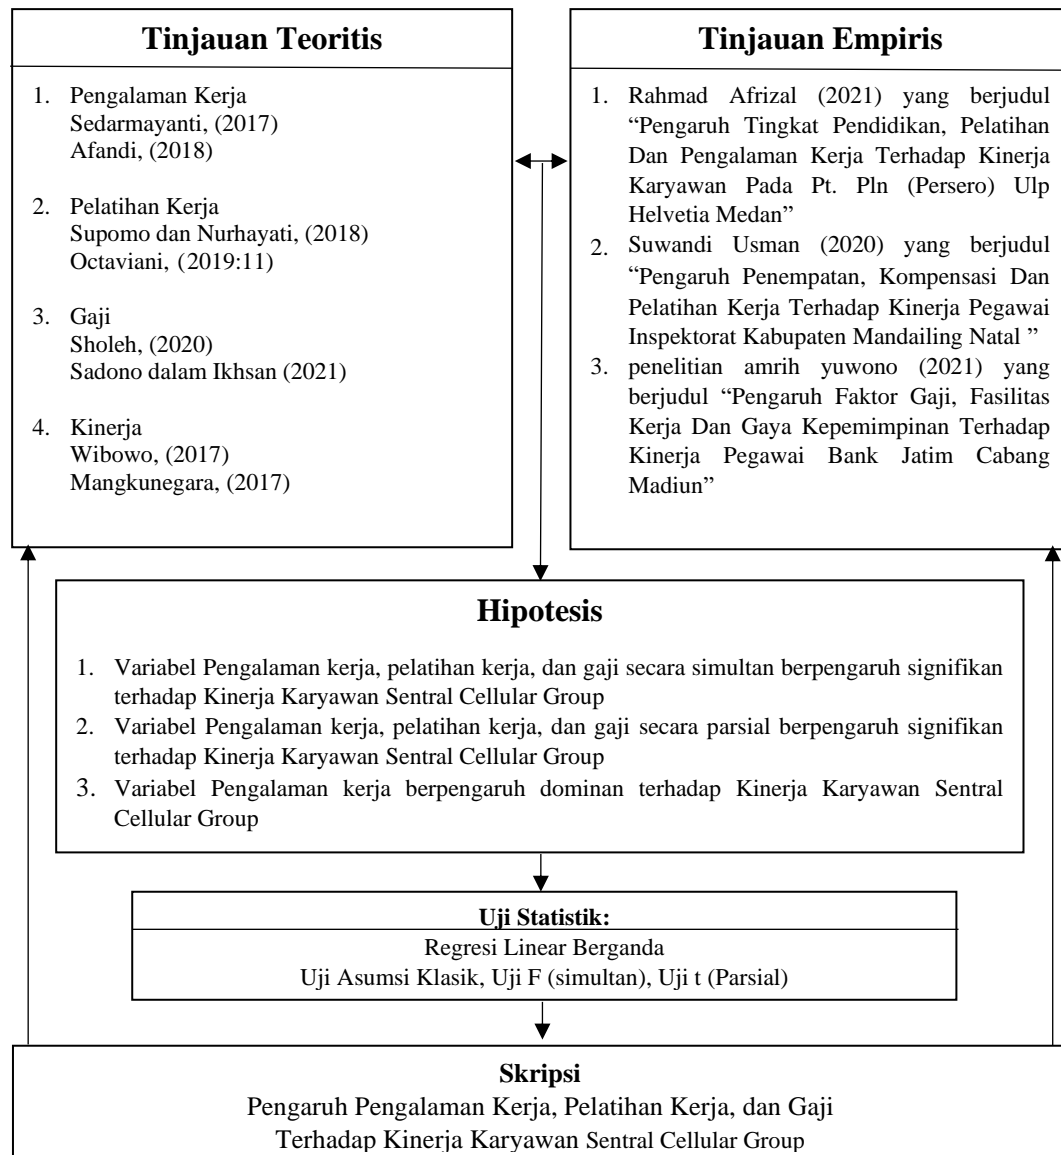 Tinjauan Teoritis
1. Pengalaman Kerja
Sedarmayanti, (2017)
Afandi, (2018)
2. Pelatihan Kerja
Supomo dan Nurhayati, (2018)
Octaviani, (2019:11)
3. Gaji
Sholeh, (2020)
Sadono dalam Ikhsan (2021)
4. Kinerja
Wibowo, (2017)
Mangkunegara, (2017)
Tinjauan Empiris
1. Rahmad Afrizal (2021) yang berjudul
“Pengaruh Tingkat Pendidikan, Pelatihan
Dan Pengalaman Kerja Terhadap Kinerja
Karyawan Pada Pt. Pln (Persero) Ulp
Helvetia Medan”
2. Suwandi Usman (2020) yang berjudul
“Pengaruh Penempatan, Kompensasi Dan
Pelatihan Kerja Terhadap Kinerja Pegawai
Inspektorat Kabupaten Mandailing Natal ”
3. penelitian amrih yuwono (2021) yang
berjudul “Pengaruh Faktor Gaji, Fasilitas
Kerja Dan Gaya Kepemimpinan Terhadap
Kinerja Pegawai Bank Jatim Cabang
Madiun”
Hipotesis
1. Variabel Pengalaman kerja, pelatihan kerja, dan gaji secara simultan berpengaruh signifikan
terhadap Kinerja Karyawan Sentral Cellular Group
2. Variabel Pengalaman kerja, pelatihan kerja, dan gaji secara parsial berpengaruh signifikan
terhadap Kinerja Karyawan Sentral Cellular Group
3. Variabel Pengalaman kerja berpengaruh dominan terhadap Kinerja Karyawan Sentral
Cellular Group
Uji Statistik:
Regresi Linear Berganda
Uji Asumsi Klasik, Uji F (simultan), Uji t (Parsial)
Skripsi
Pengaruh Pengalaman Kerja, Pelatihan Kerja, dan Gaji
Terhadap Kinerja Karyawan Sentral Cellular Group